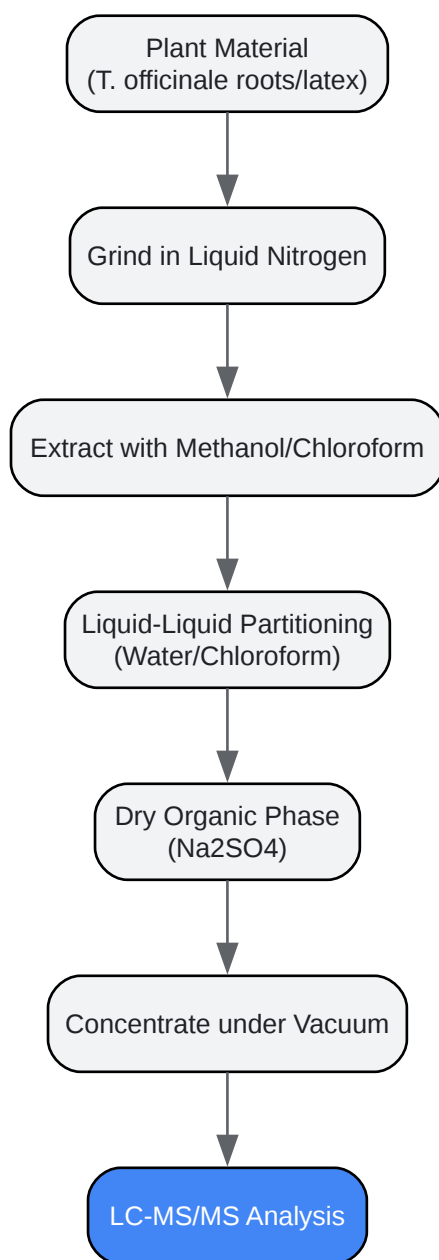 Plant Material
(T. officinale roots/latex)
Grind in Liquid Nitrogen
Extract with Methanol/Chloroform
Liquid-Liquid Partitioning
(Water/Chloroform)
Dry Organic Phase
(Na2SO4)
Concentrate under Vacuum
LC-MS/MS Analysis